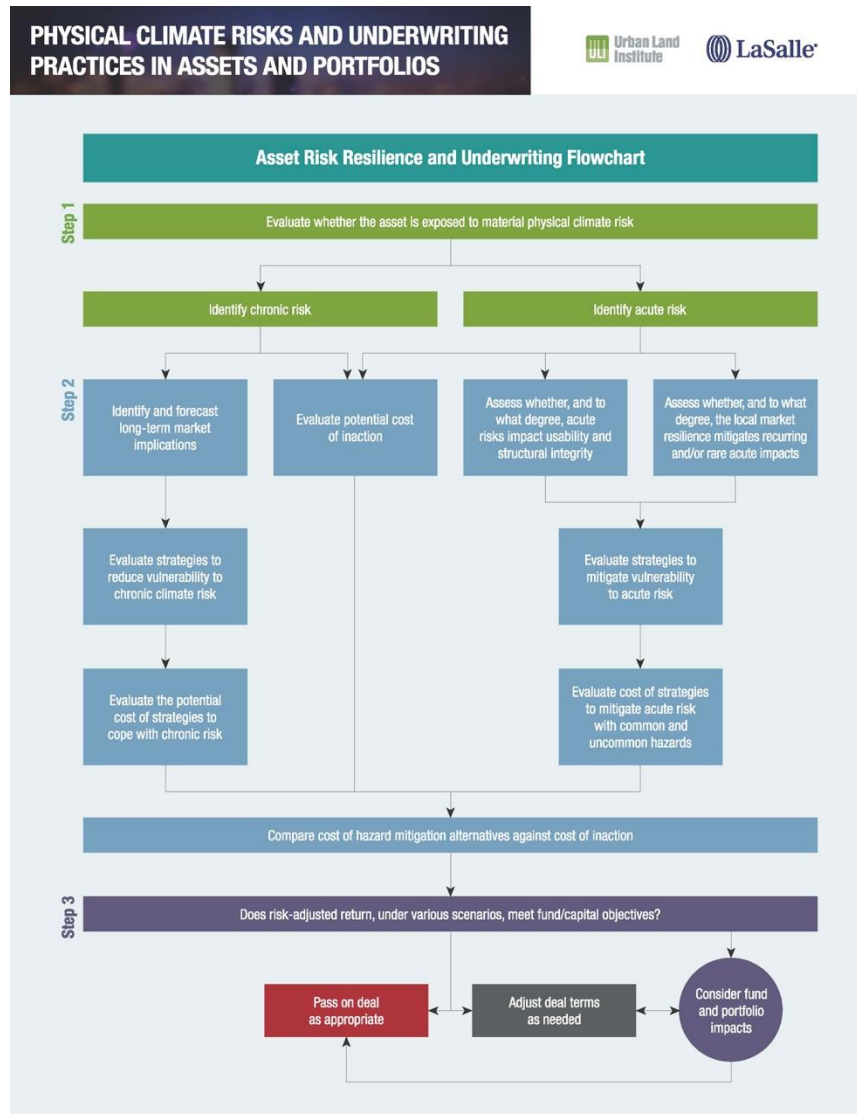 PHYSICAL CLIMATE RISKS AND UNDERWRITING
PRACTICES IN ASSETS AND PORTFOLIOS
ULI
Urban Land
Institute
LaSalle
Asset Risk Resilience and Underwriting Flowchart
Step 1
Evaluate whether the asset is exposed to material physical climate risk
Identify chronic risk
Identify acute risk
Step 2
Identify and forecast
long-term market
implications
Evaluate potential cost
of inaction
Assess whether, and to
what degree, acute
risks impact usability and
structural integrity
Assess whether, and to what
degree, the local market
resilience mitigates recurring
and/or rare acute impacts
Evaluate strategies to
reduce vulnerability to
chronic climate risk
Evaluate strategies to
mitigate vulnerability
to acute risk
Evaluate the potential
cost of strategies to
cope with chronic risk
Evaluate cost of strategies
to mitigate acute risk
with common and
uncommon hazards
Compare cost of hazard mitigation alternatives against cost of inaction
Step 3
Does risk-adjusted return, under various scenarios, meet fund/capital objectives?
Pass on deal
as appropriate
Adjust deal terms
as needed
Consider fund
and portfolio
impacts